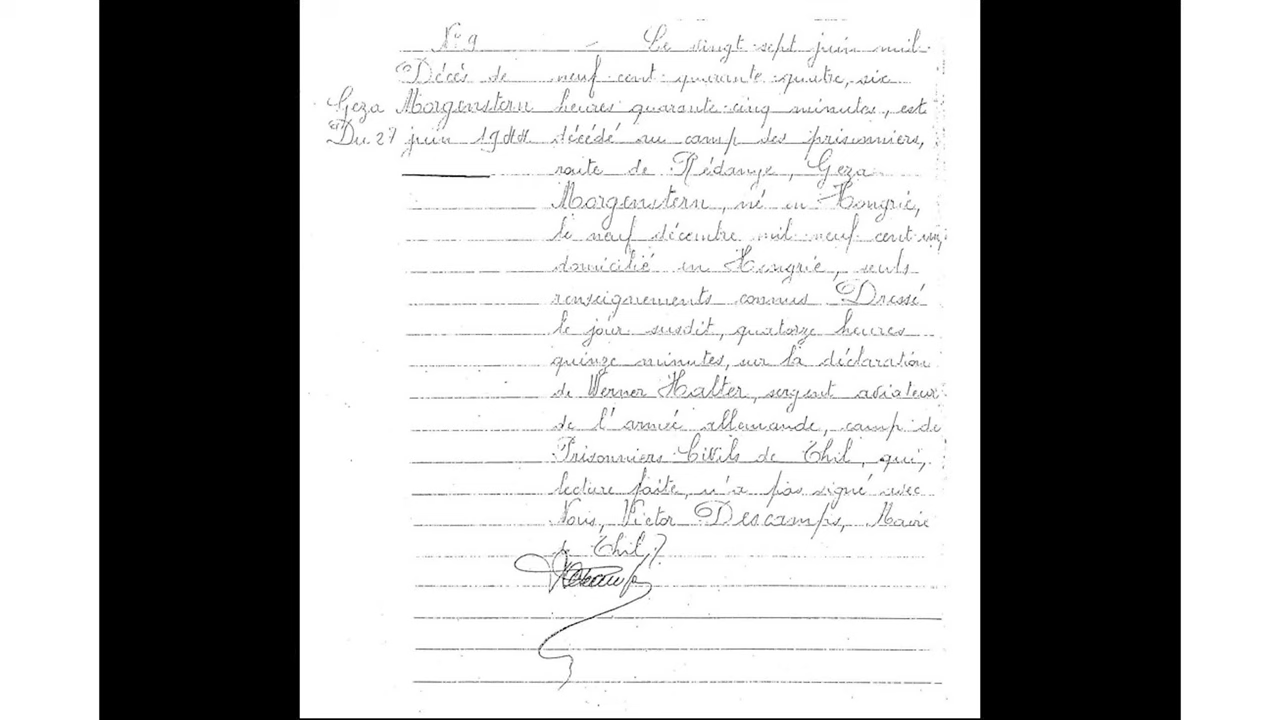 N° 9
Décès de
Geza Morgenstern
Du 27 juin 1944
Le vingt-sept juin mil-
neuf cent quarante quatre, six
heures quarante-cinq minutes, est
décédé au camp des prisonniers,
route de Rédange, Geza
Morgenstern, né en Hongrie,
le neuf décembre mil-neuf cent
domicilié en Hongrie, seuls
renseignements connus Dressé
le jour susdit, quatorze heures
quinze minutes, sur la déclaration
de Werner Halter, sergent aviateur
de l'armée allemande, camp de
Prisonniers Civils de Thil, qui,
lecture faite, n'a pas signé avec
Nous, Victor Descamps, Maire
de Thil./.